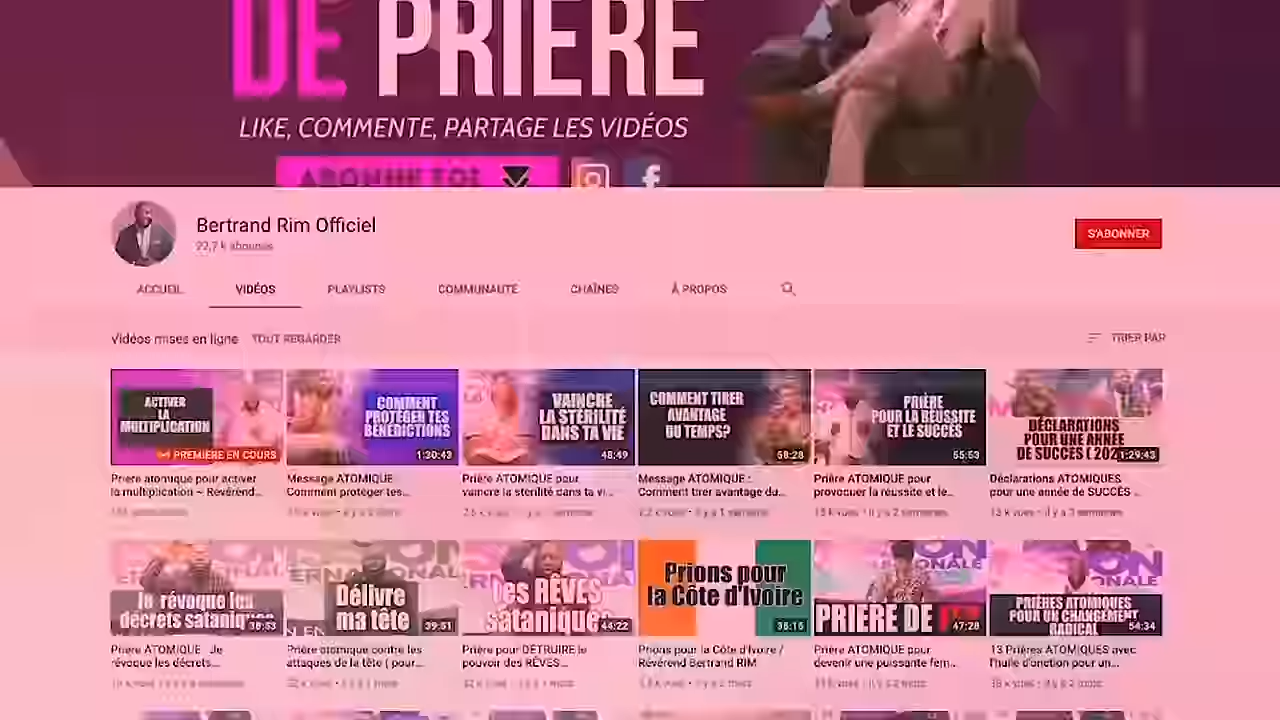 DE PRIÈRE
LIKE, COMMENTE, PARTAGE LES VIDÉOS
Bertrand Rim Officiel
22,7 k abonnés
S'ABONNER
ACCUEIL VIDÉOS PLAYLISTS COMMUNAUTÉ CHAÎNES À PROPOS
Vidéos mises en ligne TOUT REGARDER TRIER PAR
ACTIVER
LA
MULTIPLICATION
PREMIÈRE EN COURS
COMMENT
PROTÉGER TES
BÉNÉDICTIONS
1:30:43
VAINCRE
LA STÉRILITÉ
DANS TA VIE
48:49
COMMENT TIRER
AVANTAGE
DU TEMPS?
58:28
PRIÈRE
POUR LA RÉUSSITE
ET LE SUCCÈS
55:53
DÉCLARATIONS
POUR UNE ANNÉE
DE SUCCÈS ( 202
1:29:43
Prière atomique pour activer
la multiplication ~ Révérend...
Message ATOMIQUE
Comment protéger tes...
Prière ATOMIQUE pour
vaincre la stérilité dans ta vi...
Message ATOMIQUE :
Comment tirer avantage du...
Prière ATOMIQUE pour
provoquer la réussite et le...
Déclarations ATOMIQUES
pour une année de SUCCÈS ...
Je révoque les
décrets sataniq
38:53
Délivre
ma tête
39:51
les RÊVES
satanique
44:22
Prions pour
la Côte d'Ivoire
38:15
PRIERE DE
47:28
PRIÈRES ATOMIQUES
POUR UN CHANGEMENT
RADICAL
54:34
Prière ATOMIQUE : Je
révoque les décrets...
Prière atomique contre les
attaques de la tête ( pour...
Prière pour DÉTRUIRE le
pouvoir des RÊVES...
Prions pour la Côte d'Ivoire /
Révérend Bertrand RIM
Prière ATOMIQUE pour
devenir une puissante fem...
13 Prières ATOMIQUES avec
l'huile d'onction pour un...